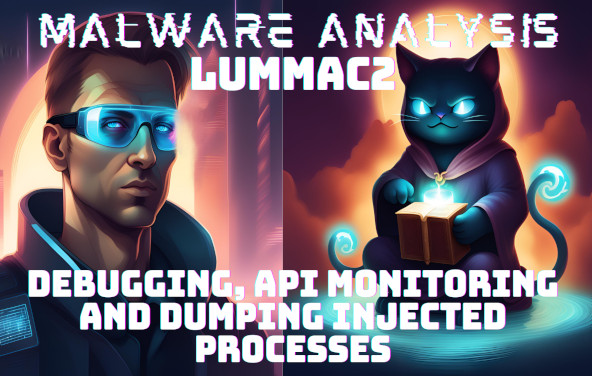 MALWARE ANALYSIS
LUMMAC2
DEBUGGING, API MONITORING
AND DUMPING INJECTED
PROCESSES